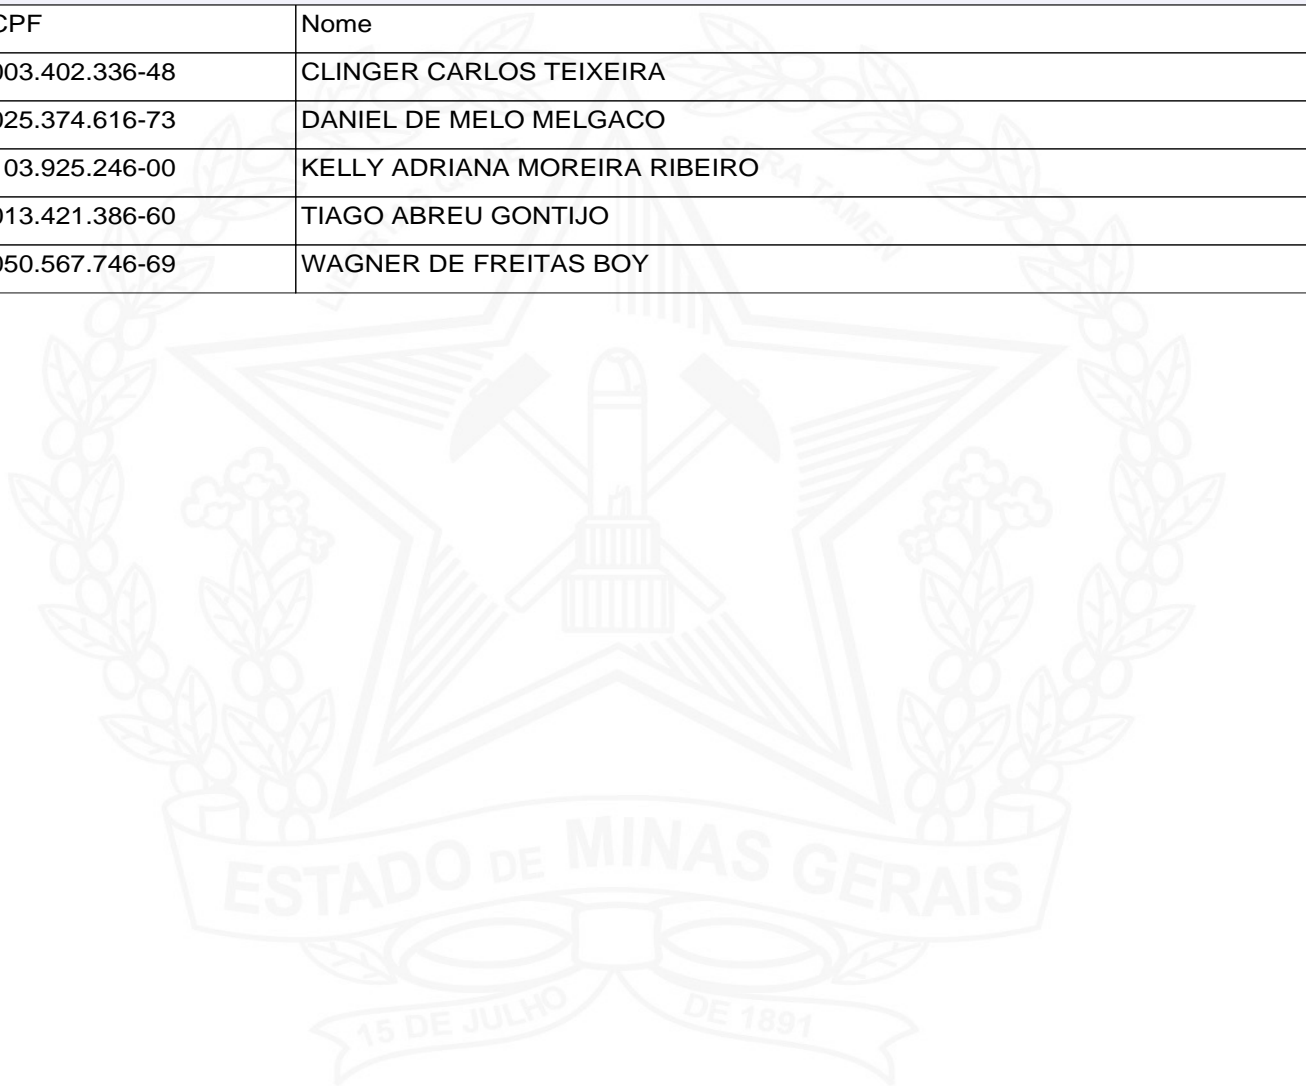 CPF Nome
003.402.336-48 CLINGER CARLOS TEIXEIRA
025.374.616-73 DANIEL DE MELO MELGACO
03.925.246-00 KELLY ADRIANA MOREIRA RIBEIRO
013.421.386-60 TIAGO ABREU GONTIJO
050.567.746-69 WAGNER DE FREITAS BOY
SERA TAMEN
ESTADO DE MINAS GERAIS
15 DE JULHO DE 1891